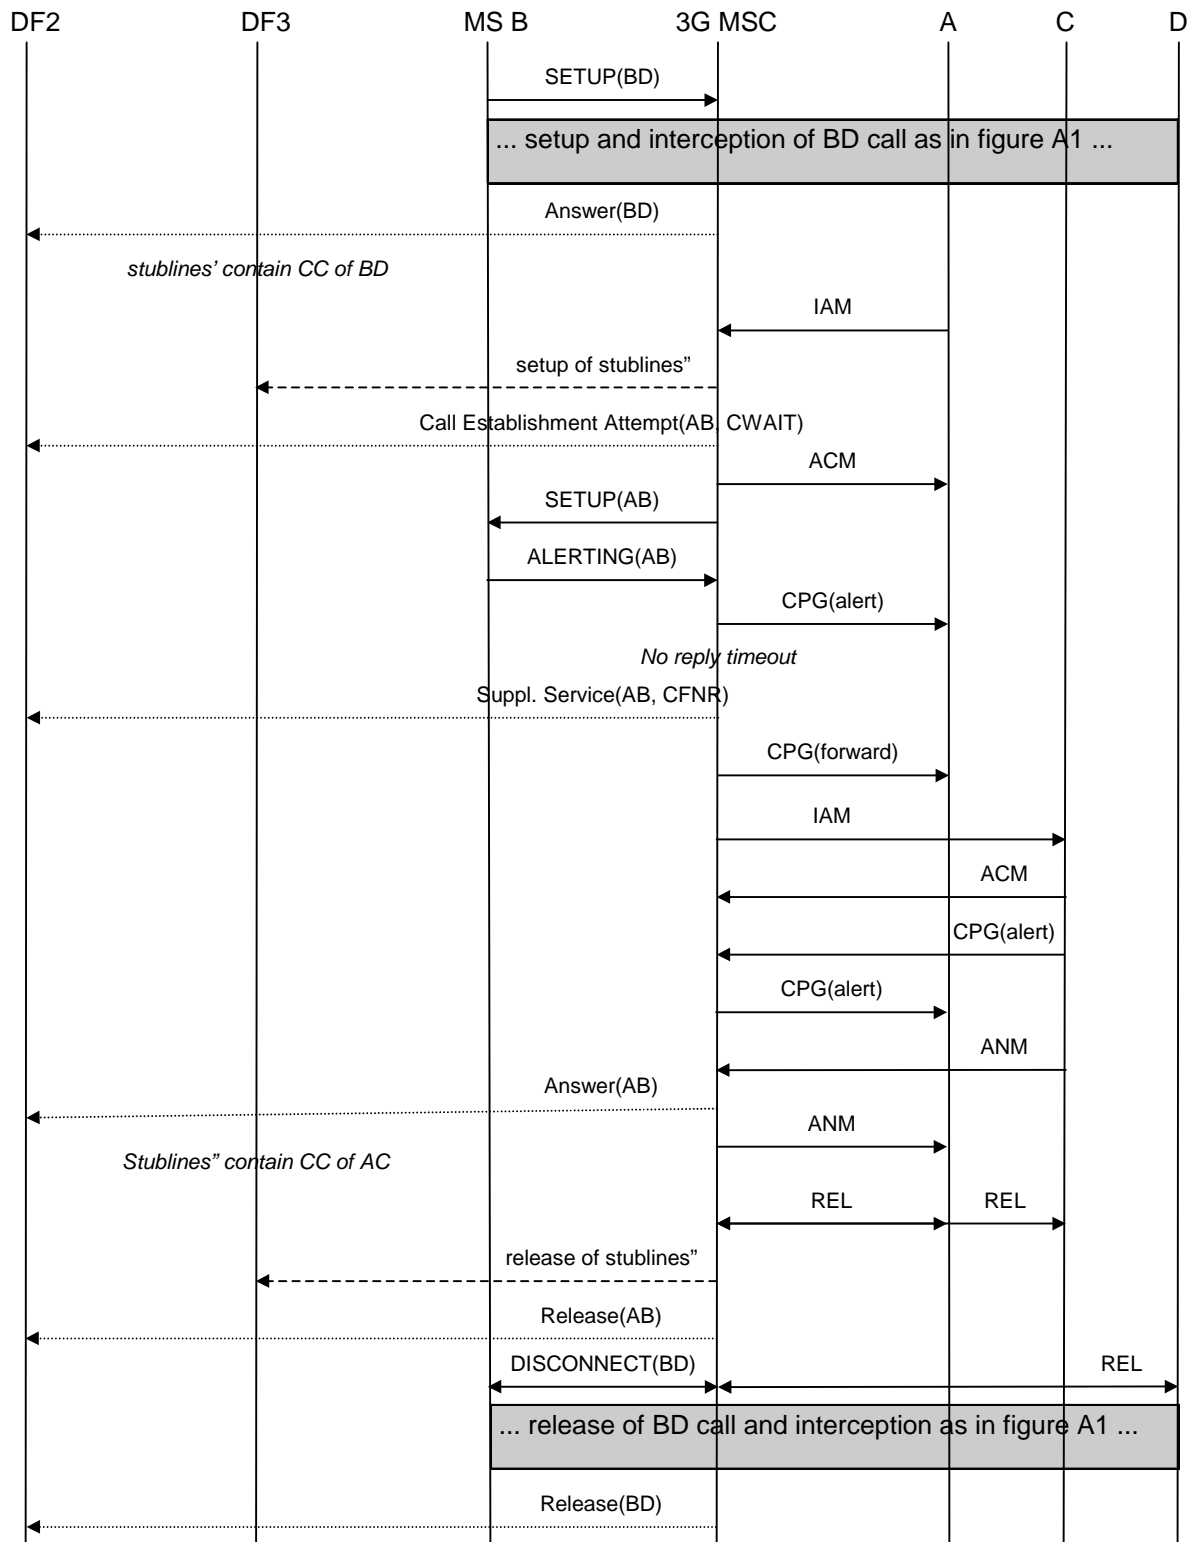 DF2 DF3 MS B 3G MSC A C D
SETUP(BD)
... setup and interception of BD call as in figure A1 ...
Answer(BD)
stublines’ contain CC of BD
IAM
setup of stublines”
Call Establishment Attempt(AB, CWAIT)
ACM
SETUP(AB)
ALERTING(AB)
CPG(alert)
No reply timeout
Suppl. Service(AB, CFNR)
CPG(forward)
IAM
ACM
CPG(alert)
CPG(alert)
ANM
Answer(AB)
ANM
Stublines” contain CC of AC
REL REL
release of stublines”
Release(AB)
DISCONNECT(BD) REL
... release of BD call and interception as in figure A1 ...
Release(BD)